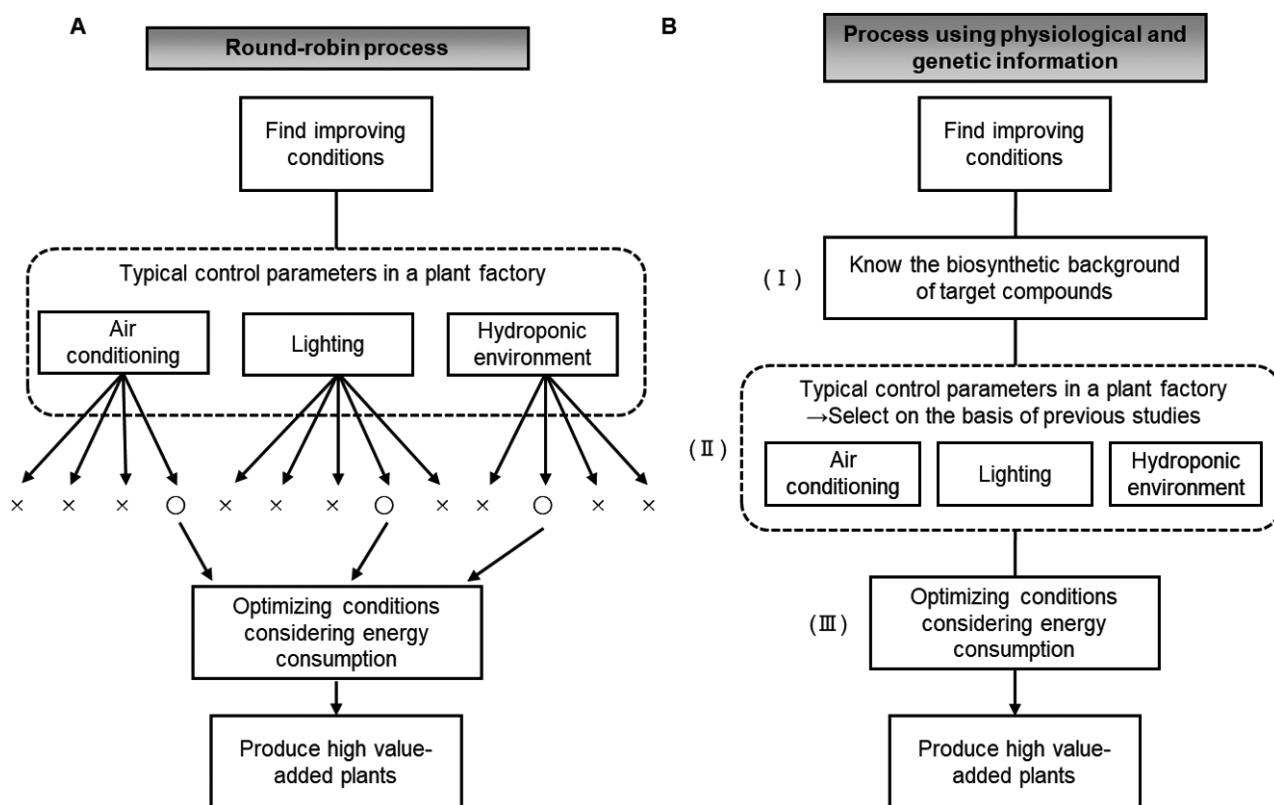 A
Round-robin process
Find improving
conditions
Typical control parameters in a plant factory
Air
conditioning
Lighting
Hydroponic
environment
× × × ○ × × × ○ × × ○ × ×
Optimizing conditions
considering energy
consumption
Produce high value-
added plants
B
Process using physiological and
genetic information
Find improving
conditions
(Ⅰ)
Know the biosynthetic background
of target compounds
(Ⅱ)
Typical control parameters in a plant factory
→Select on the basis of previous studies
Air
conditioning
Lighting
Hydroponic
environment
(Ⅲ)
Optimizing conditions
considering energy
consumption
Produce high value-
added plants